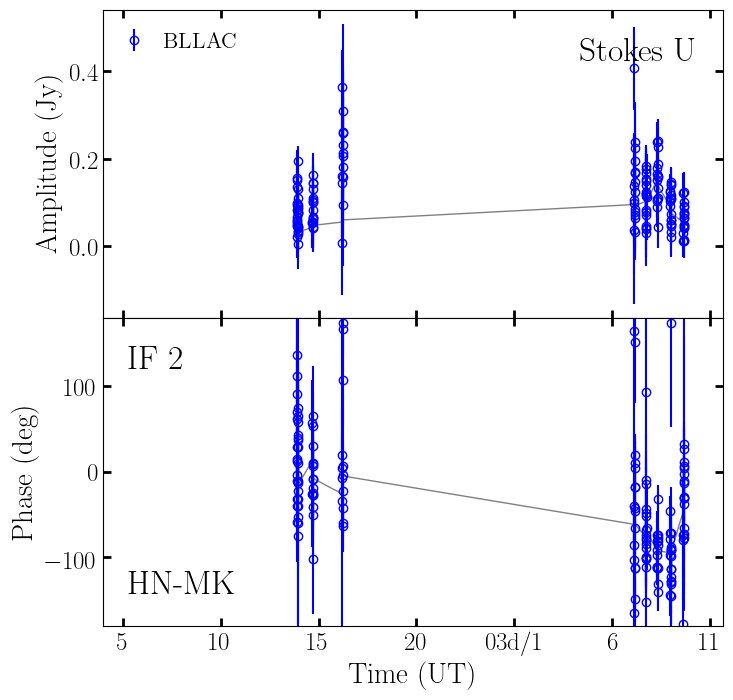 BLLAC
Stokes U
0.4
0.2
0.0
Amplitude (Jy)
IF 2
100
0
−100
Phase (deg)
HN-MK
5 10 15 20 03d/1 6 11
Time (UT)